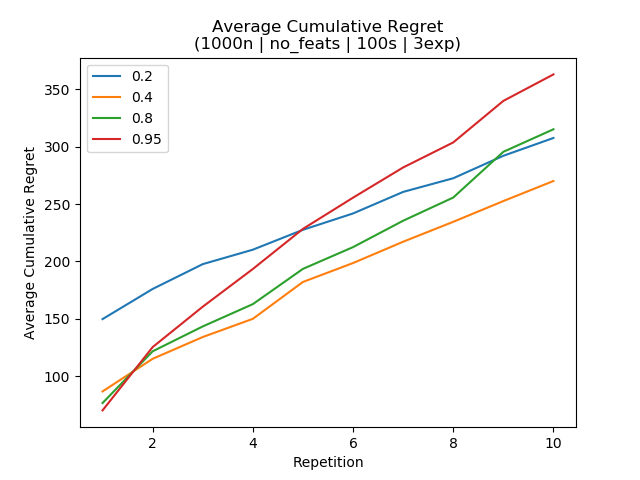 Average Cumulative Regret
(1000n | no_feats | 100s | 3exp)
0.2
0.4
0.8
0.95
Average Cumulative Regret
350
300
250
200
150
100
2 4 6 8 10
Repetition